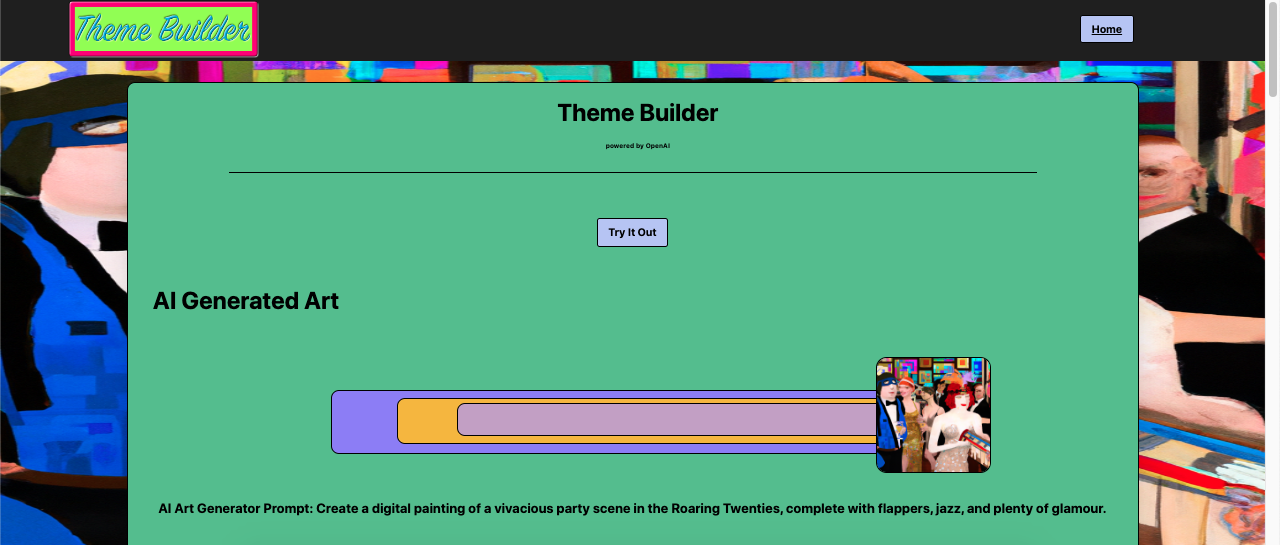 Theme Builder
Home
Theme Builder
powered by OpenAI
Try It Out
AI Generated Art
AI Art Generator Prompt: Create a digital painting of a vivacious party scene in the Roaring Twenties, complete with flappers, jazz, and plenty of glamour.